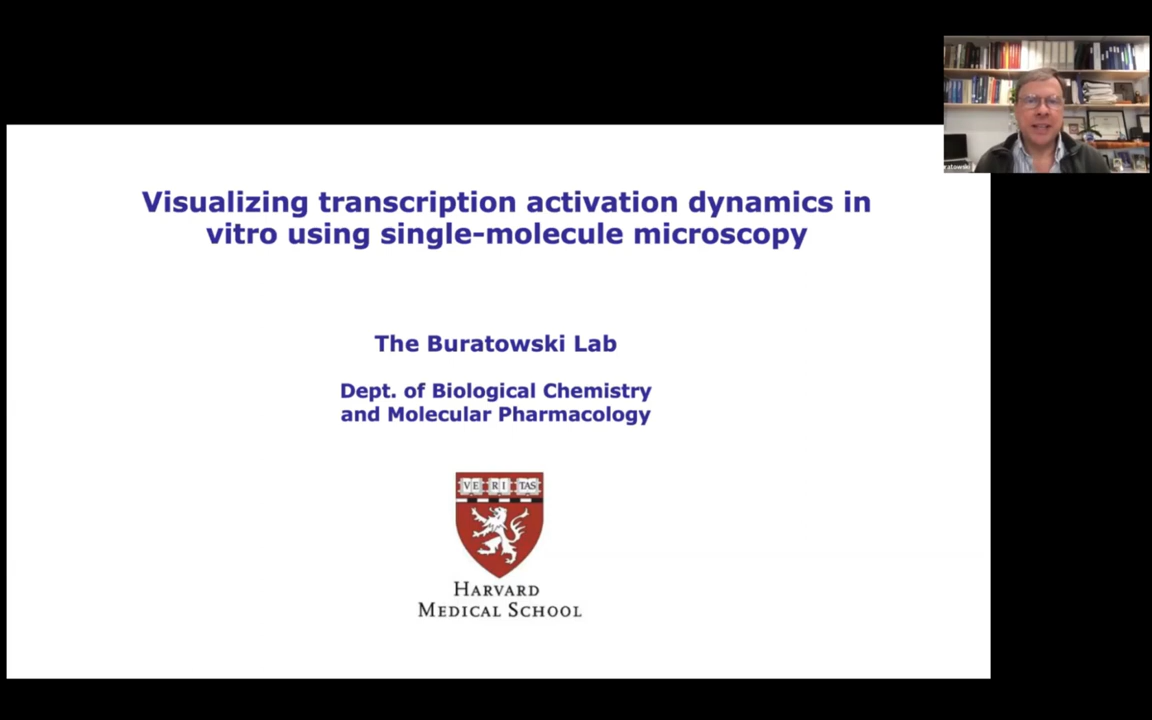 Visualizing transcription activation dynamics in
vitro using single-molecule microscopy
The Buratowski Lab
Dept. of Biological Chemistry
and Molecular Pharmacology
VE RI TAS
HARVARD
MEDICAL SCHOOL
uratowski